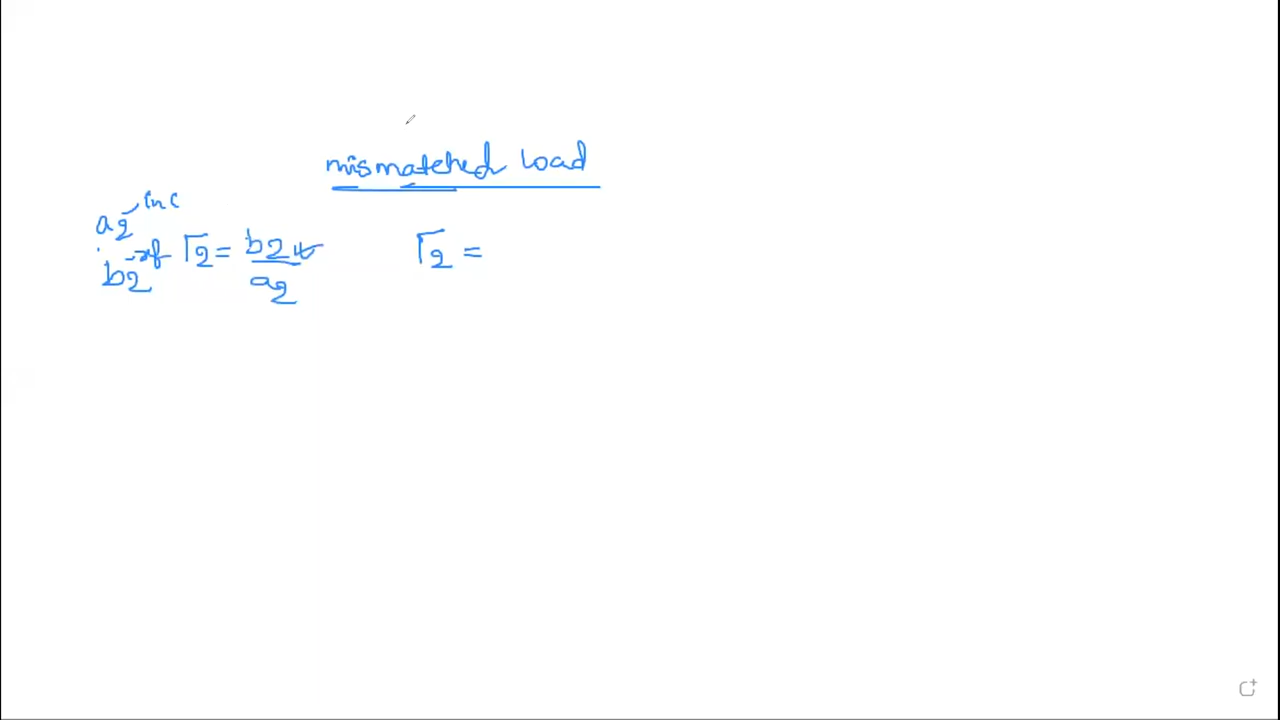 mismatched load
a2 inc
b2 ref Γ2 = b2 / a2
Γ2 =